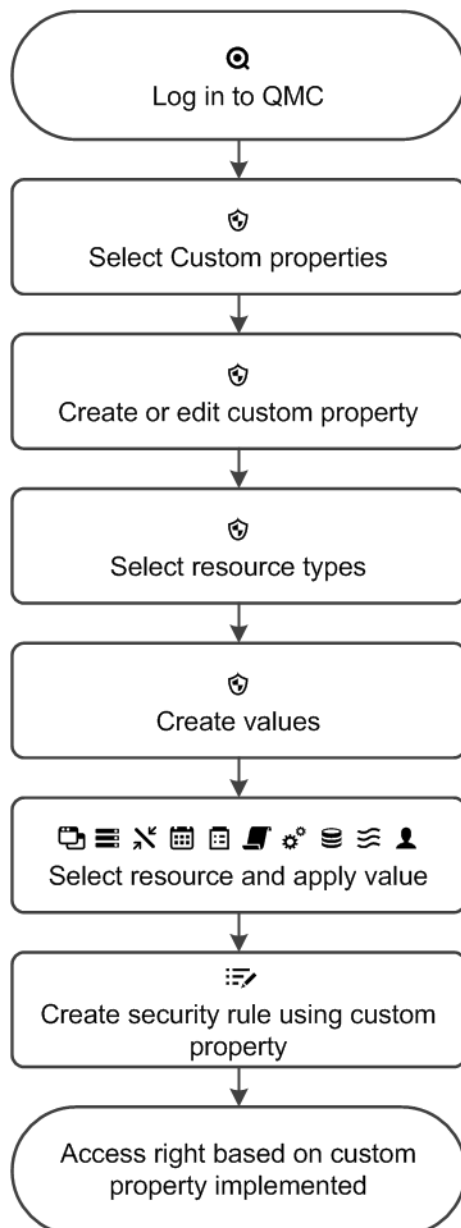 Log in to QMC
Select Custom properties
Create or edit custom property
Select resource types
Create values
Select resource and apply value
Create security rule using custom
property
Access right based on custom
property implemented